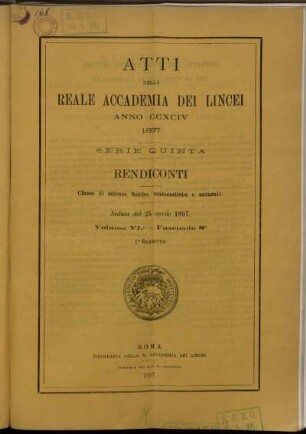 165
ATTI
DELLA
REALE ACCADEMIA DEI LINCEI
ANNO CCXCIV
1897
SERIE QUINTA
RENDICONTI
Classe di scienze fisiche, matematiche e naturali.
Seduta del 25 aprile 1897.
Volume VI.° — Fascicolo 8°
1° Semestre
ROMA
TIPOGRAFIA DELLA R. ACCADEMIA DEI LINCEI
1897